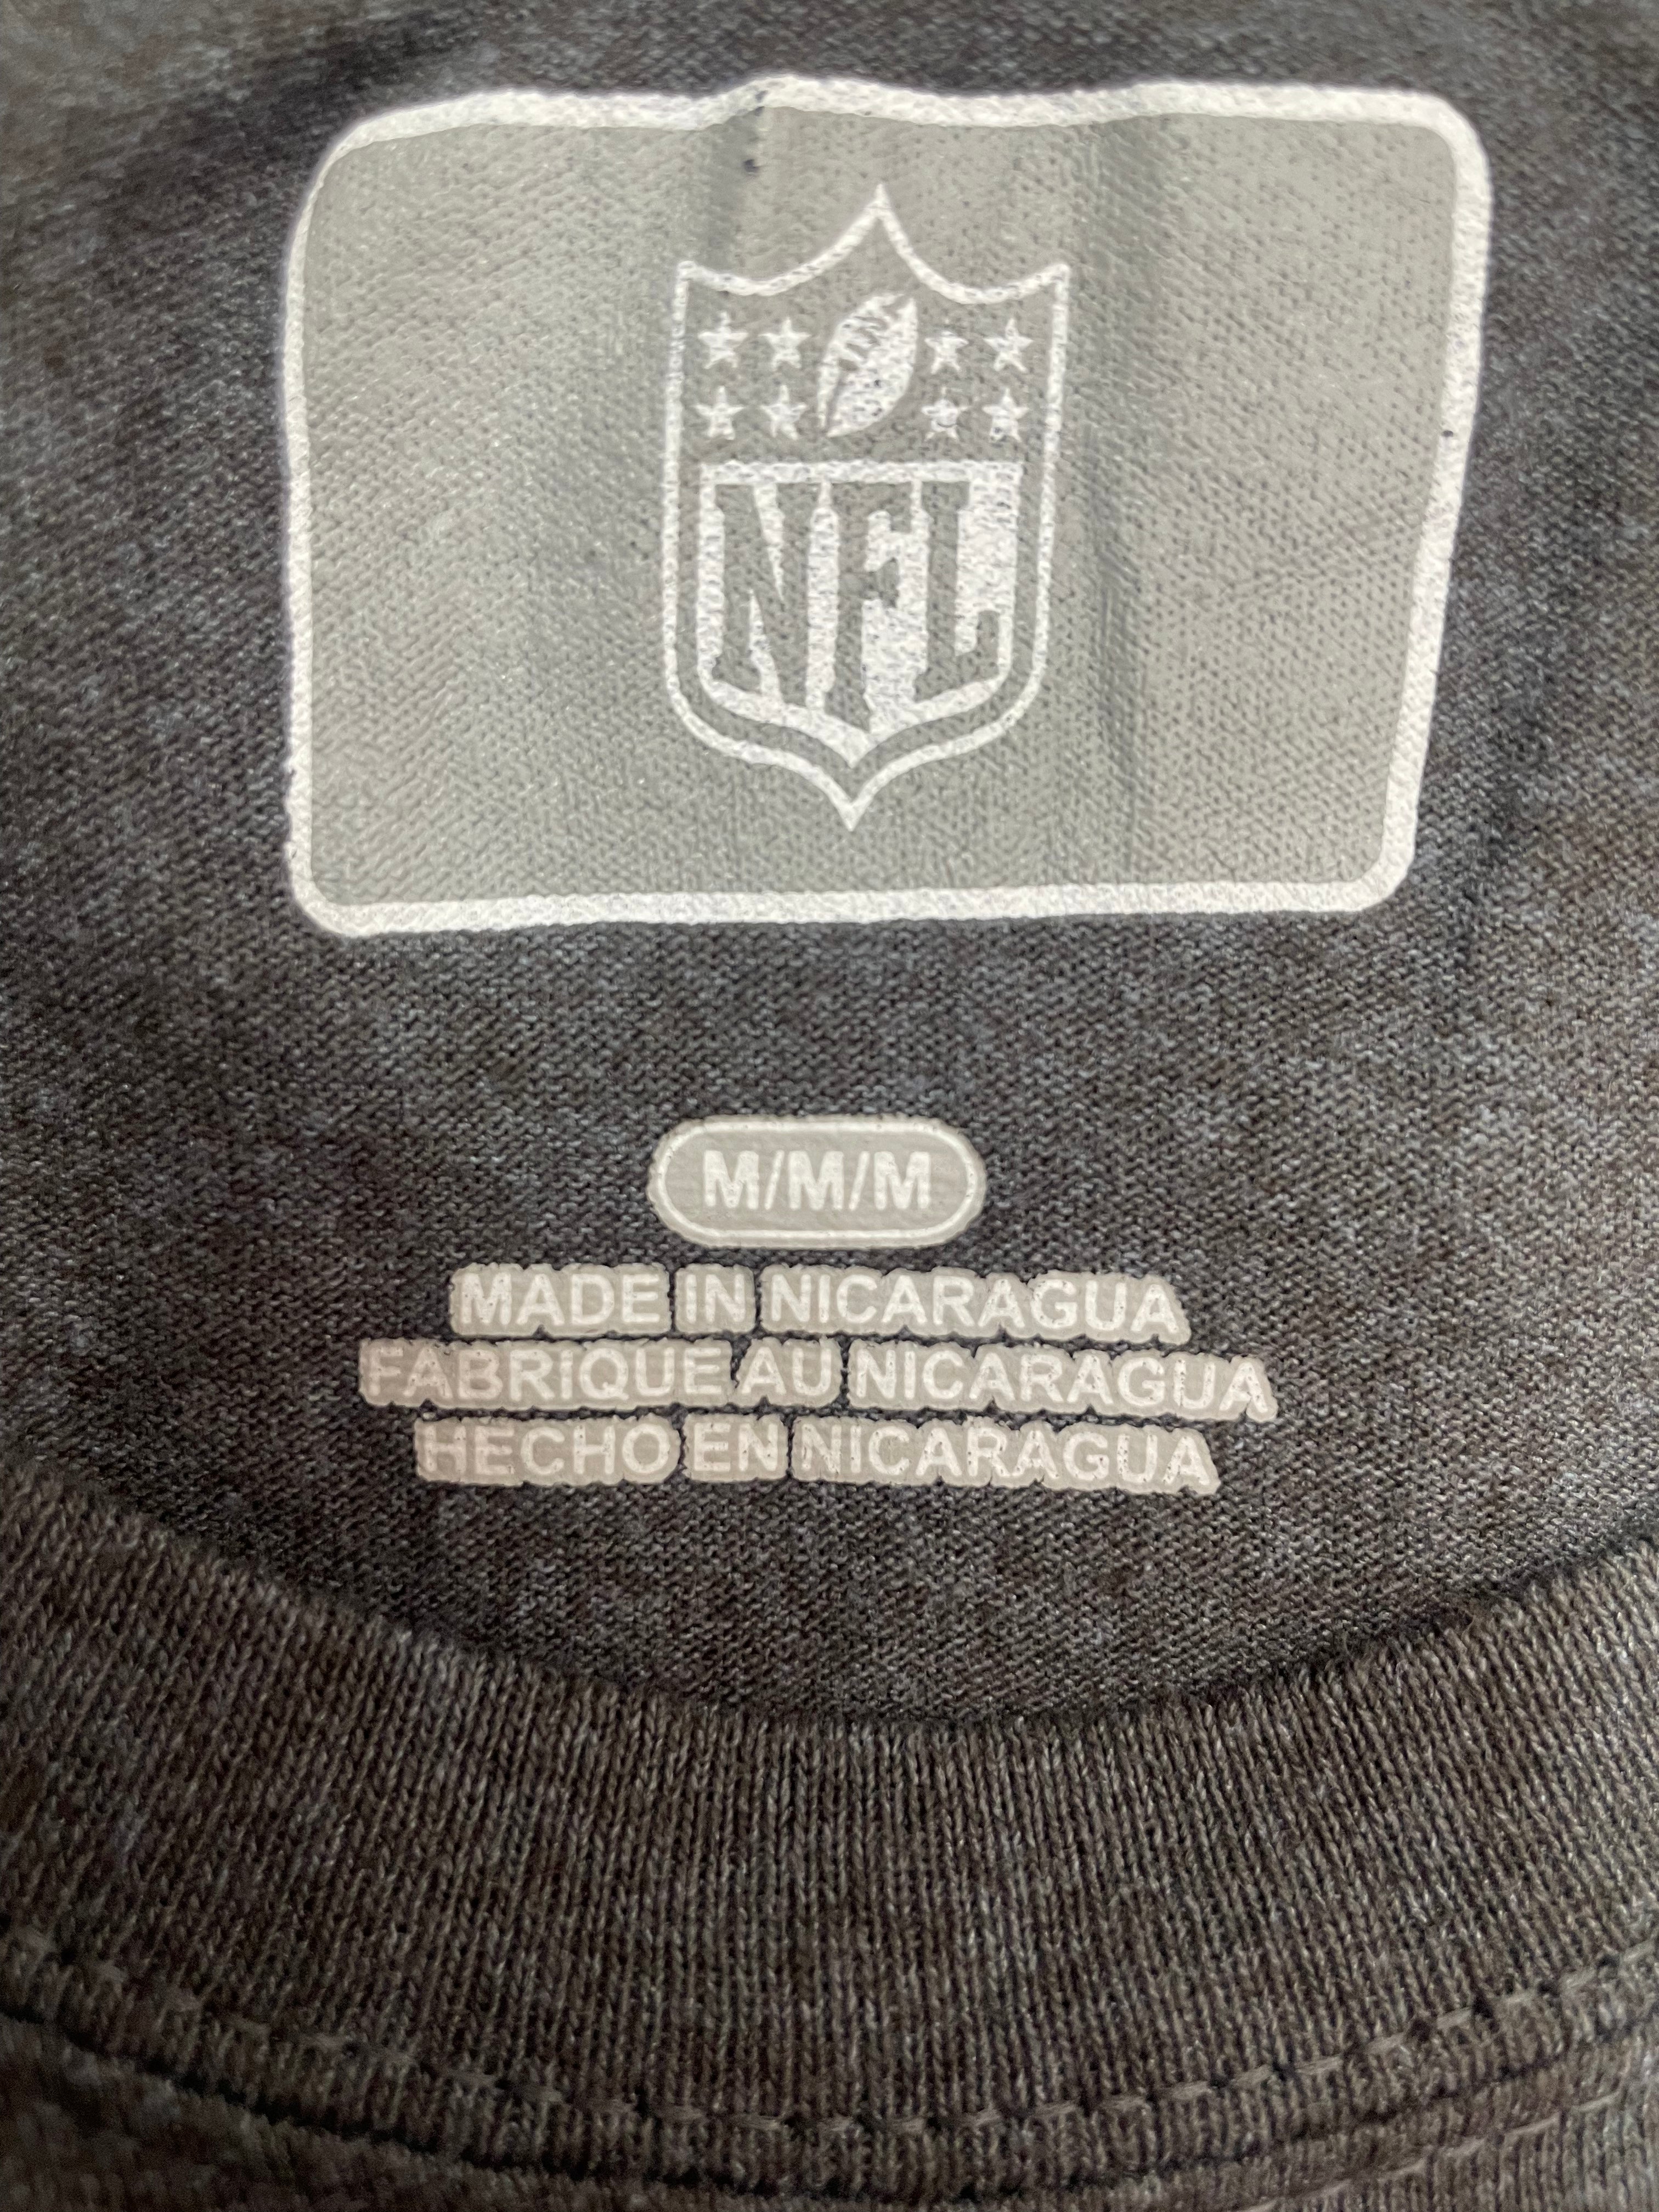 NFL
M/M/M
MADE IN NICARAGUA
FABRIQUE AU NICARAGUA
HECHO EN NICARAGUA